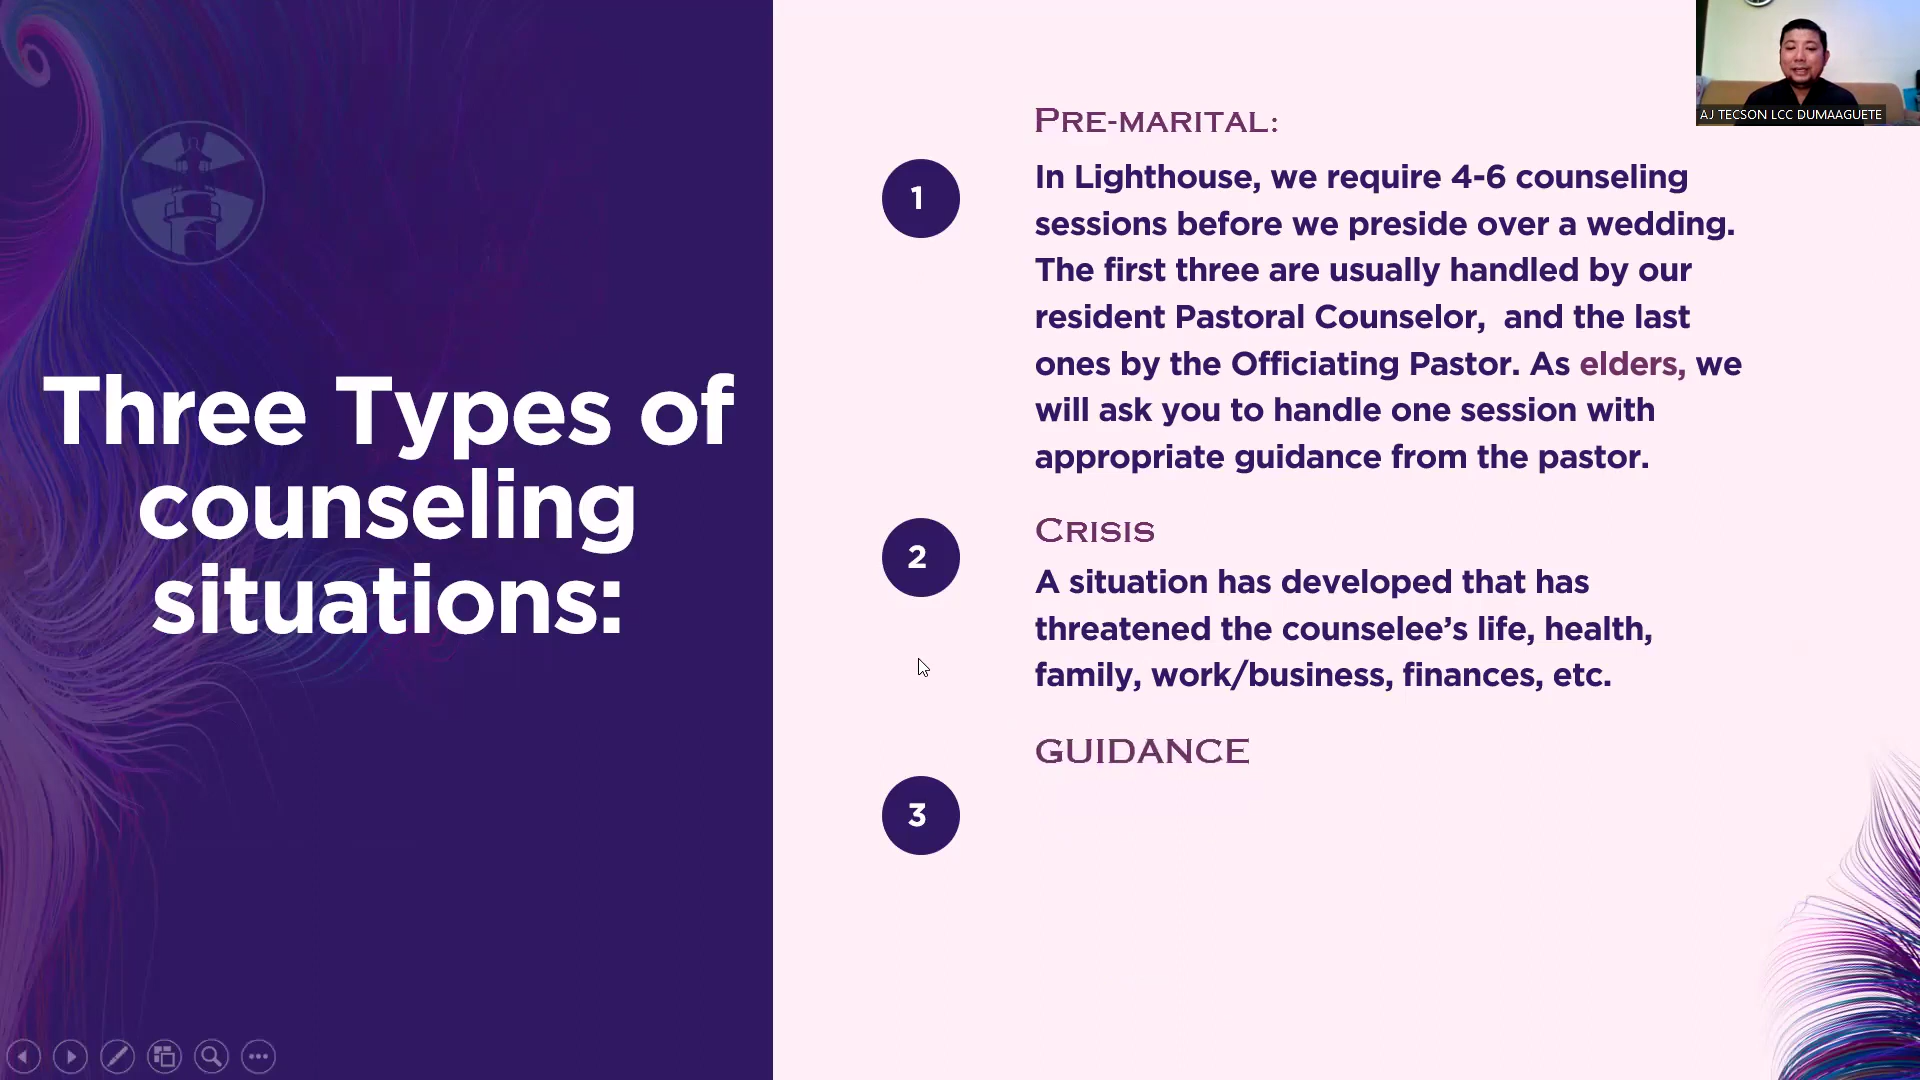 Three Types of
counseling
situations:
1
PRE-MARITAL:
In Lighthouse, we require 4-6 counseling
sessions before we preside over a wedding.
The first three are usually handled by our
resident Pastoral Counselor,  and the last
ones by the Officiating Pastor. As elders, we
will ask you to handle one session with
appropriate guidance from the pastor.
2
CRISIS
A situation has developed that has
threatened the counselee’s life, health,
family, work/business, finances, etc.
3
GUIDANCE
AJ TECSON LCC DUMAAGUETE